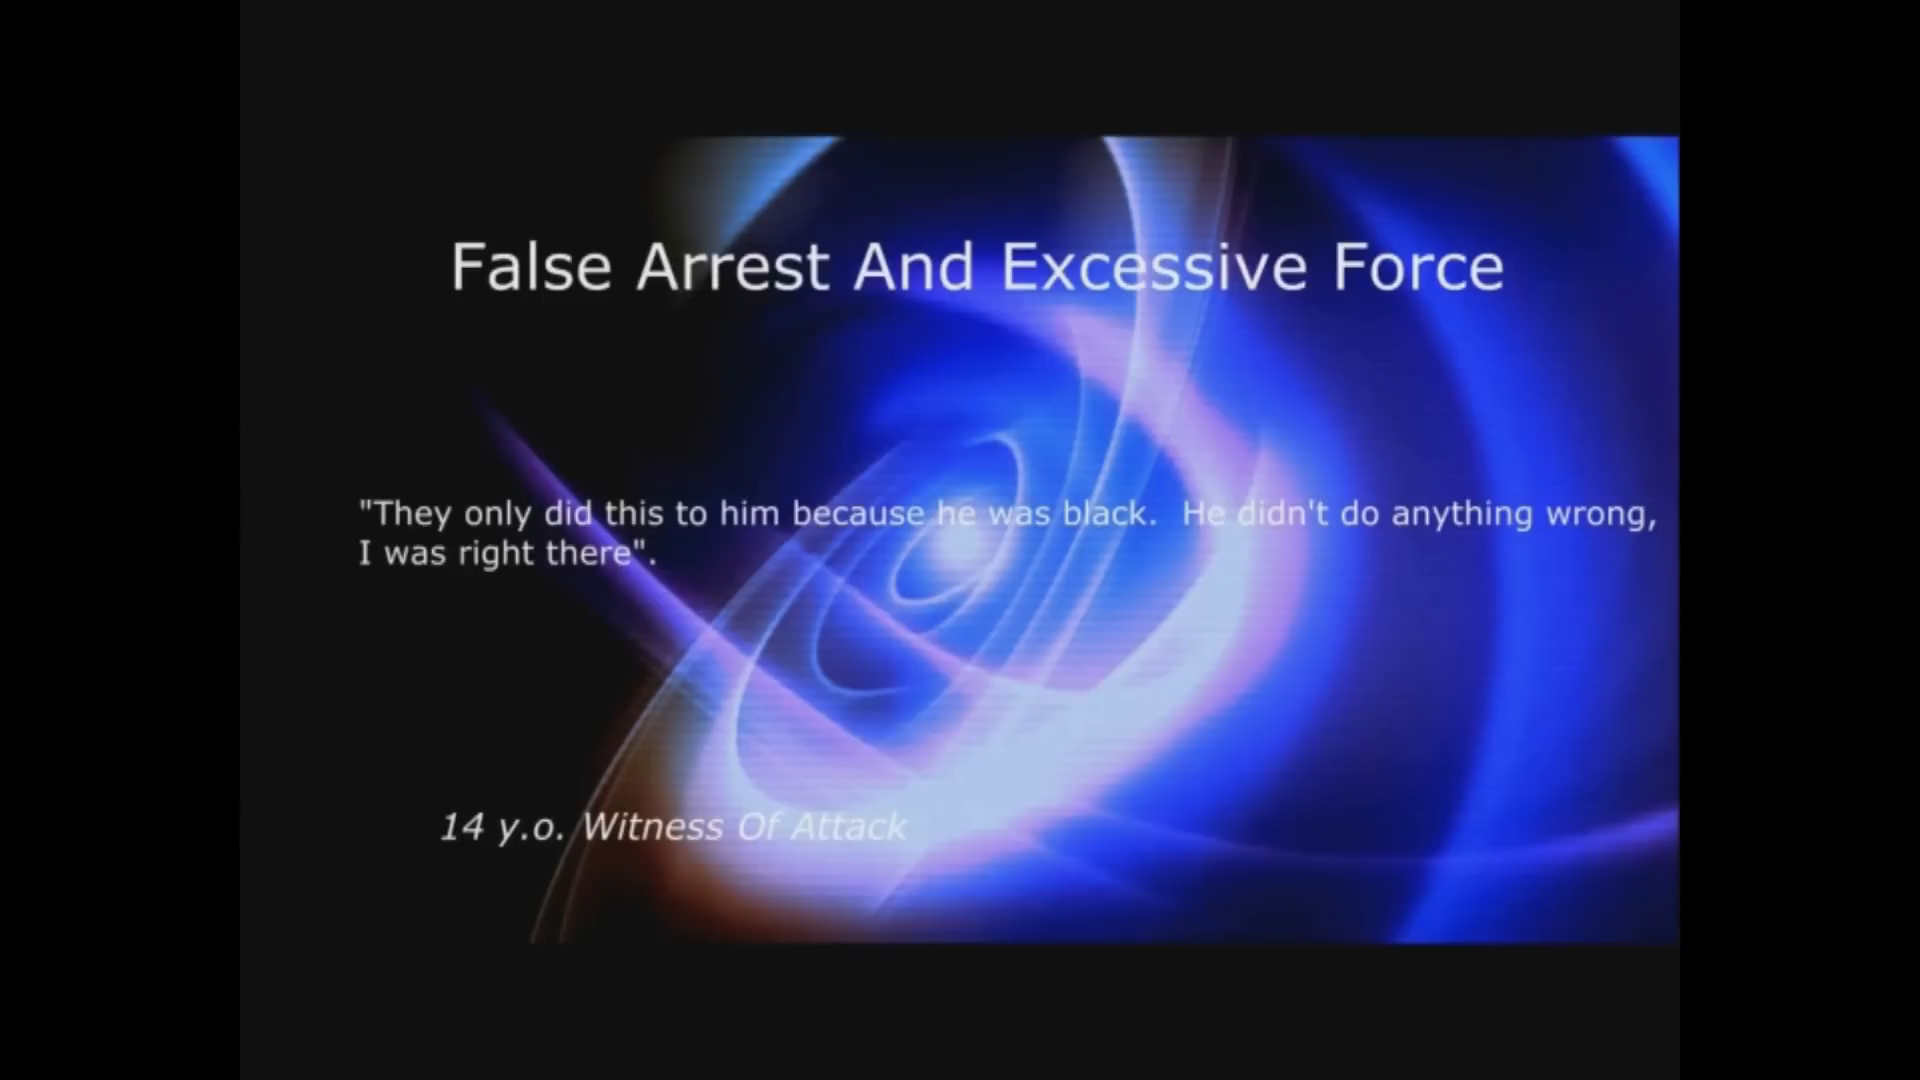 False Arrest And Excessive Force
"They only did this to him because he was black.  He didn't do anything wrong,
I was right there".
14 y.o. Witness Of Attack